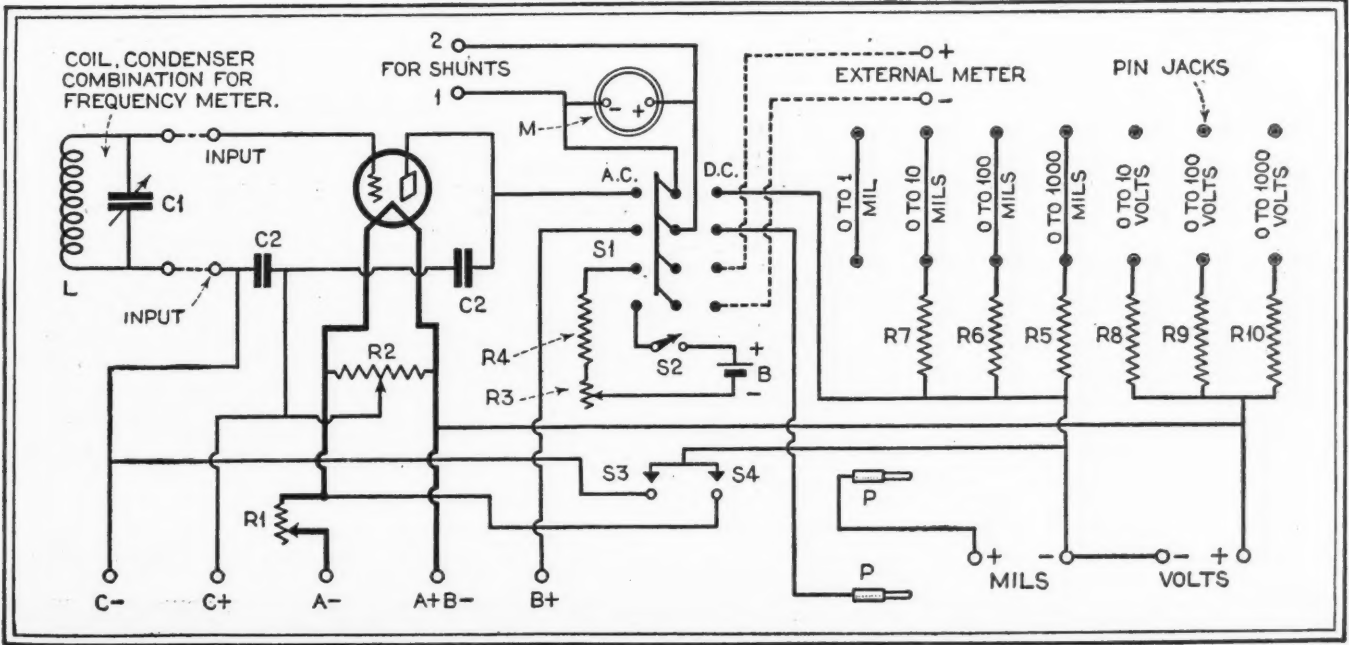 COIL, CONDENSER
COMBINATION FOR
FREQUENCY METER.
2
FOR SHUNTS
1
M
- +
+
EXTERNAL METER
-
PIN JACKS
INPUT
C1
L
INPUT
C2
C2
A.C.
D.C.
S1
0 TO 1
MIL
0 TO 10
MILS
0 TO 100
MILS
0 TO 1000
MILS
0 TO 10
VOLTS
0 TO 100
VOLTS
0 TO 1000
VOLTS
R2
R4
R3
S2
+
B
-
R7
R6
R5
R8
R9
R10
S3
S4
R1
P
P
+
MILS
-
-
VOLTS
+
C-
C+
A-
A+B-
B+